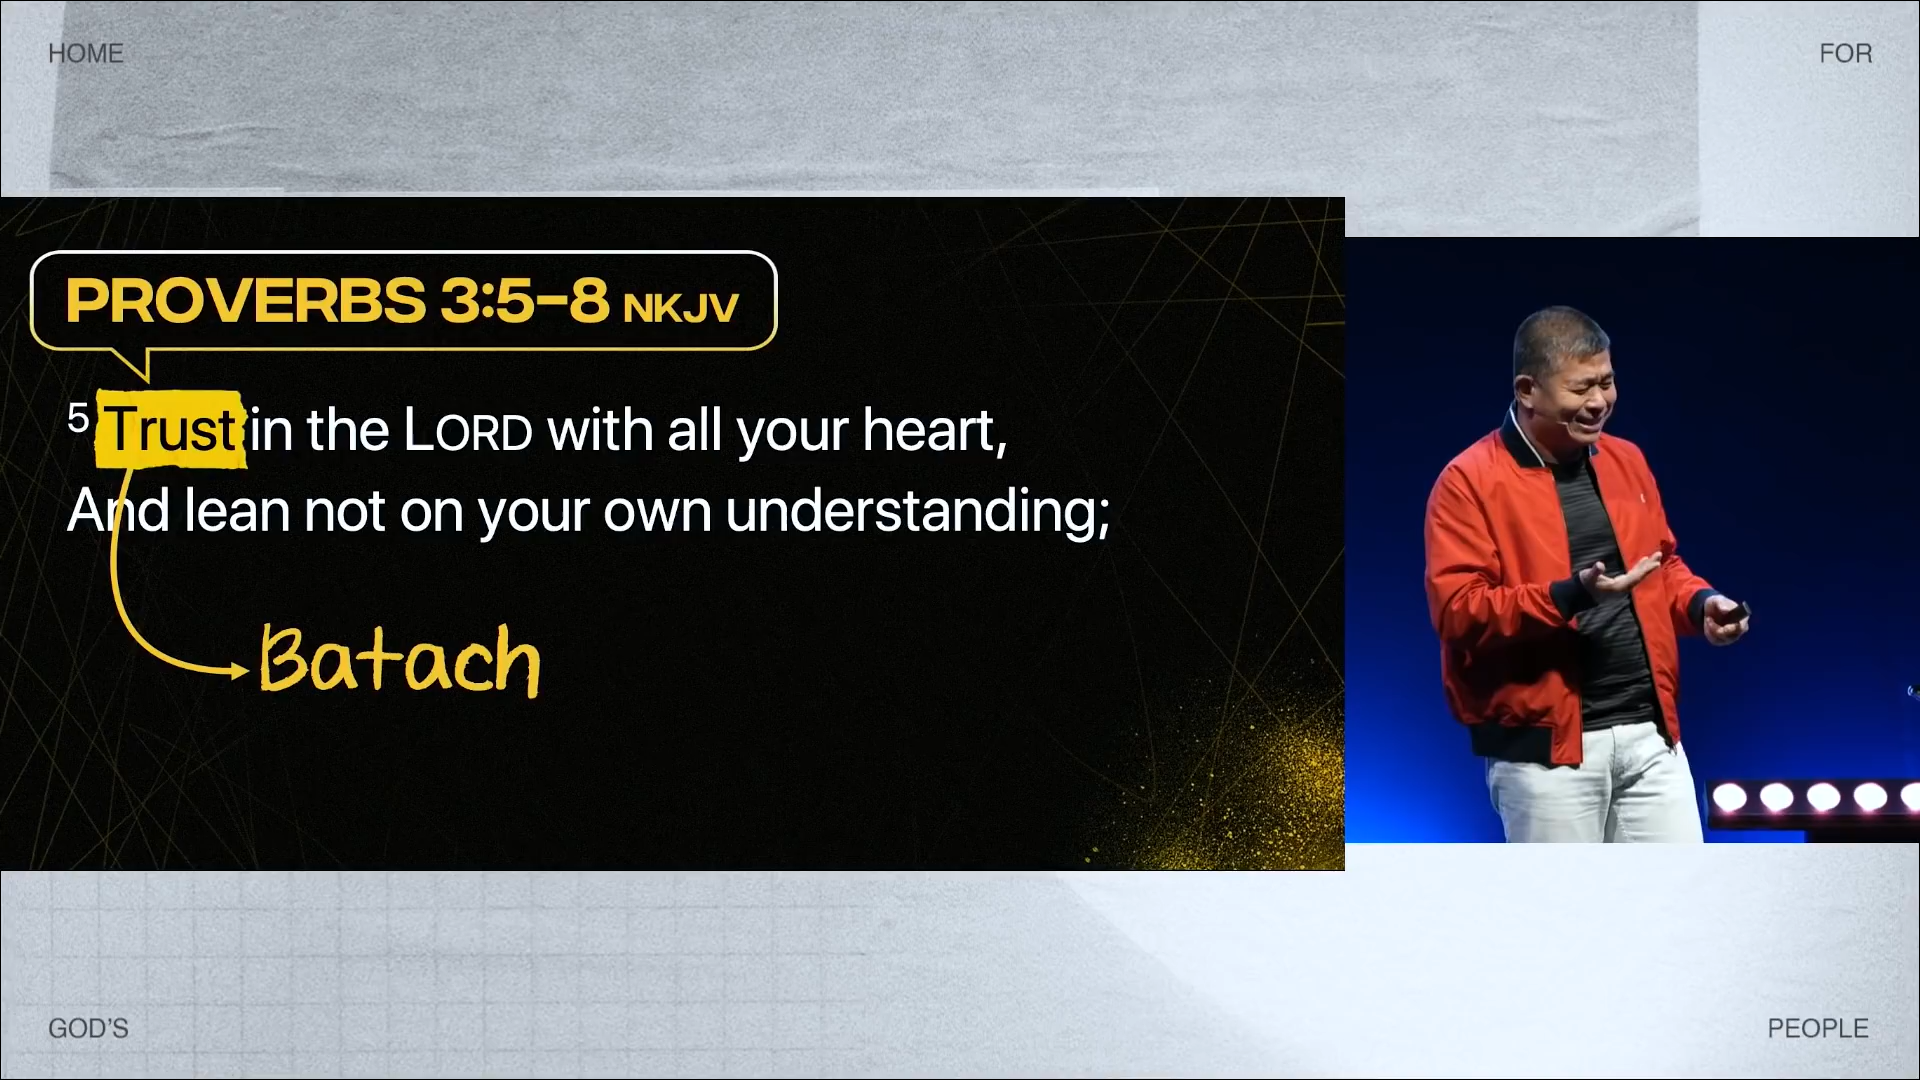 HOME
FOR
PROVERBS 3:5–8 NKJV
5 Trust in the LORD with all your heart,
And lean not on your own understanding;
Batach
GOD’S
PEOPLE